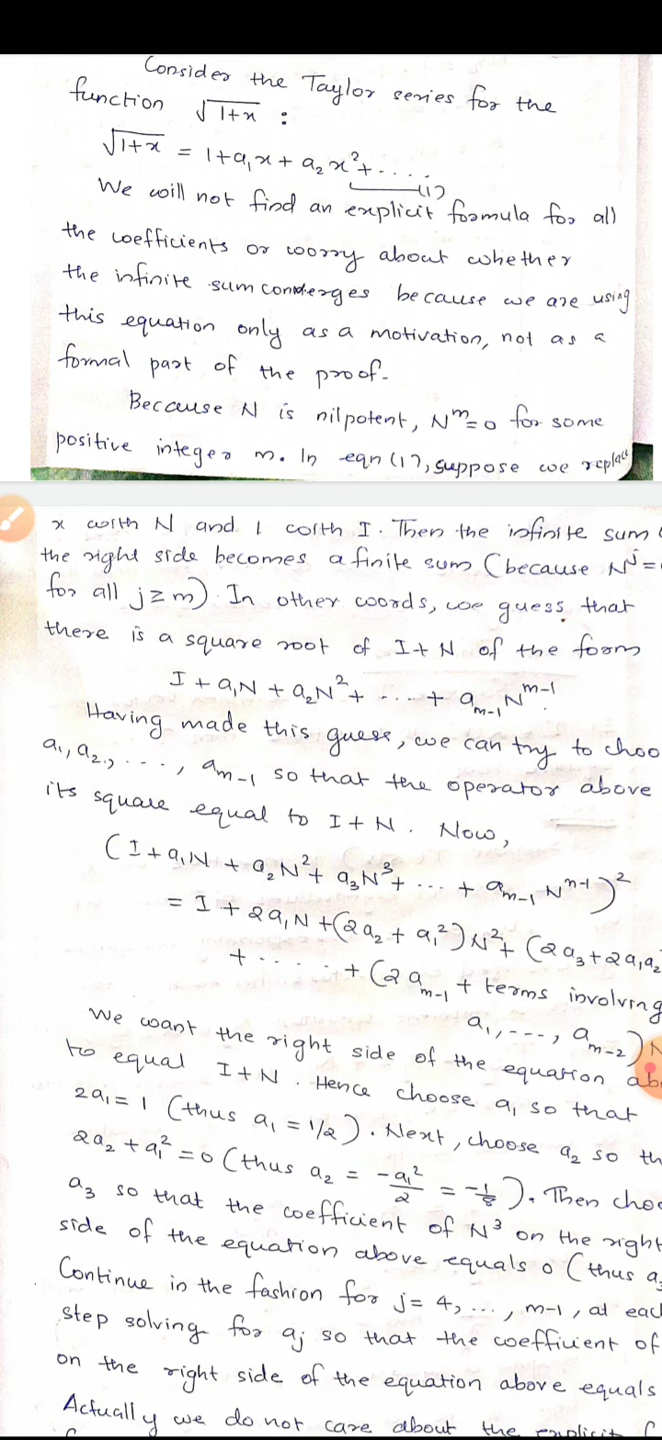 Consider the Taylor series for the
function √1+x :
√1+x = 1+a₁x+ a₂x²+ . . . .
(1)
We will not find an explicit formula for all
the coefficients or worry about whether
the infinite sum converges because we are using
this equation only as a motivation, not as a
formal part of the proof.
Because N is nilpotent, Nᵐ=0 for some
positive integer m. In eqn (1), suppose we replace
x with N and 1 with I. Then the infinite sum
the right side becomes a finite sum (because Nʲ=
for all j≥m) In other words, we guess that
there is a square root of I+N of the form
I + a₁N + a₂N² + ... + aₘ₋₁Nᵐ⁻¹.
Having made this guess, we can try to choo
a₁, a₂, ..., aₘ₋₁ so that the operator above
its square equal to I+N. Now,
(I+a₁N + a₂N² + a₃N³ + ... + aₘ₋₁Nᵐ⁻¹)²
= I + 2a₁N + (2a₂ + a₁²)N² + (2a₃+2a₁a₂
+ . . . . . + (2aₘ₋₁ + terms involving
a₁, ---, aₘ₋₂)N
We want the right side of the equation ab
to equal I+N. Hence choose a₁ so that
2a₁=1 (thus a₁ = 1/2). Next, choose a₂ so th
2a₂ + a₁² = 0 (thus a₂ = -a₁²/2 = -1/8). Then cho
a₃ so that the coefficient of N³ on the right
side of the equation above equals 0 (thus a₃
Continue in the fashion for j= 4, ..., m-1, at eac
step solving for aⱼ so that the coefficient of
on the right side of the equation above equals
Actually we do not care about the explicit